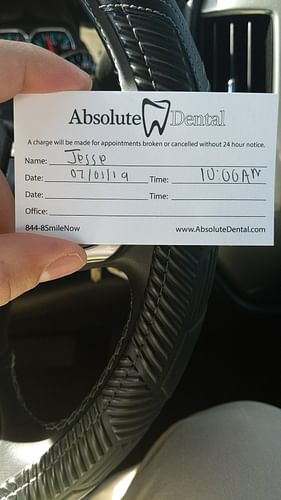 Absolute Dental
A charge will be made for appointments broken or cancelled without 24 hour notice.
Name: Jesse
Date: 07/01/19 Time: 10:00AM
Date: Time:
Office:
844-8SmileNow www.AbsoluteDental.com